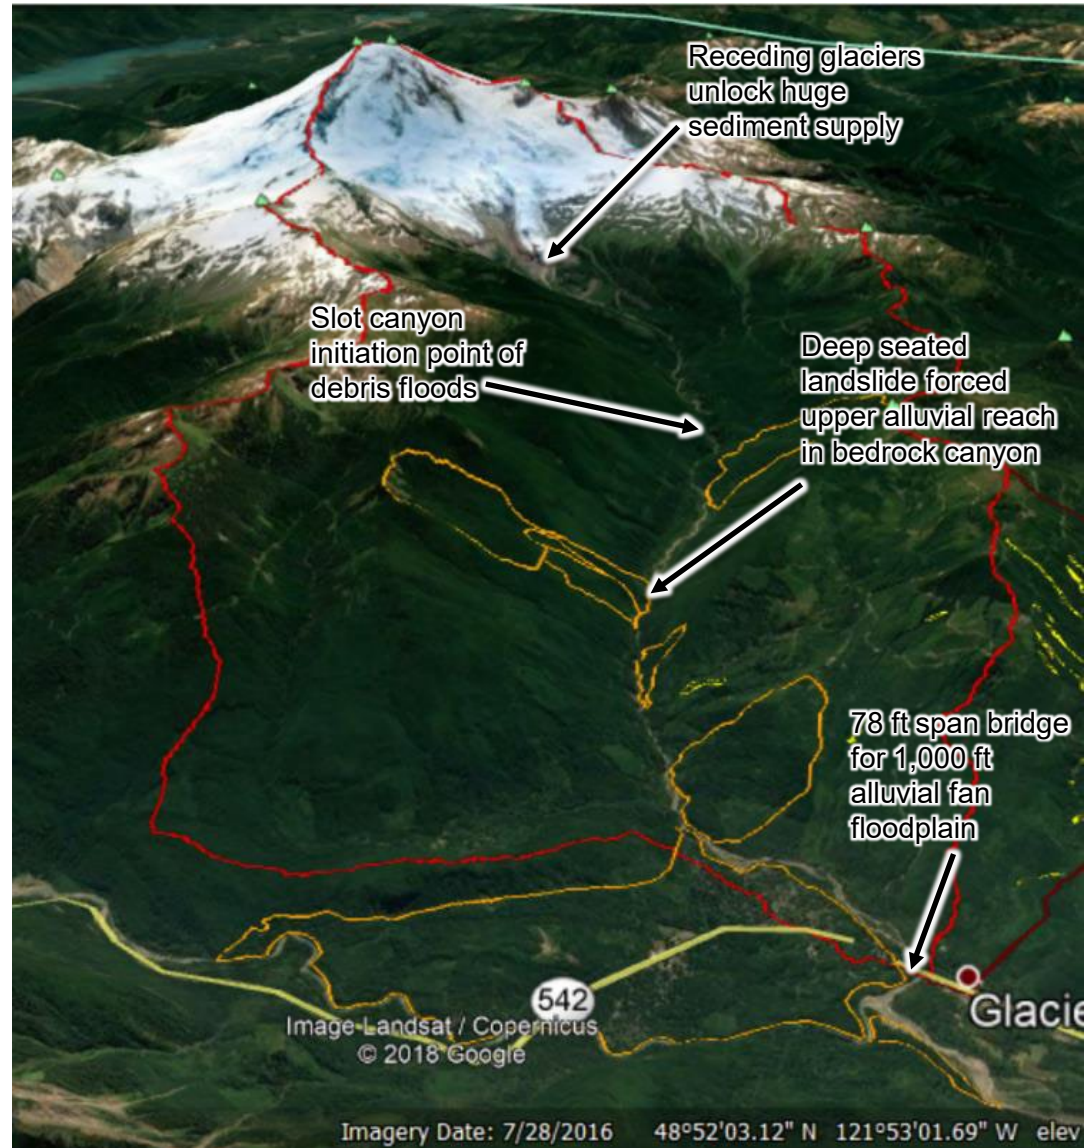 Receding glaciers
unlock huge
sediment supply
Slot canyon
initiation point of
debris floods
Deep seated
landslide forced
upper alluvial reach
in bedrock canyon
78 ft span bridge
for 1,000 ft
alluvial fan
floodplain
542
Glacie
Image Landsat / Copernicus
© 2018 Google
Imagery Date: 7/28/2016 48°52'03.12" N 121°53'01.69" W elev